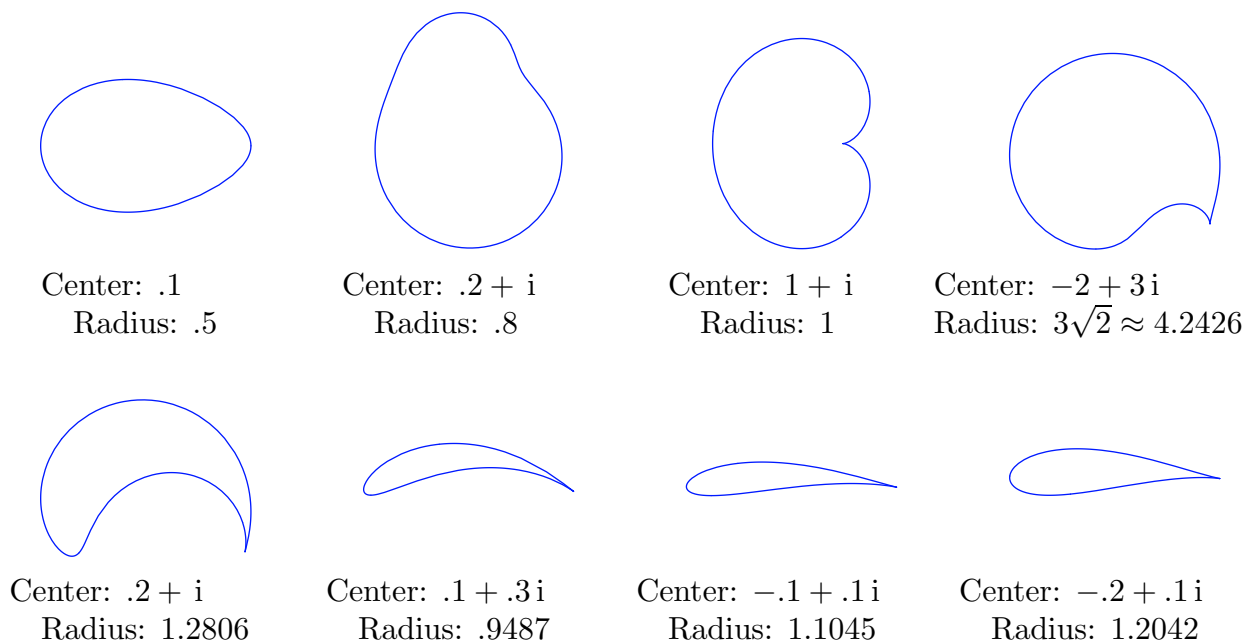 Center: .1
Radius: .5
Center: .2 + i
Radius: .8
Center: 1 + i
Radius: 1
Center: −2 + 3 i
Radius: 3√2 ≈ 4.2426
Center: .2 + i
Radius: 1.2806
Center: .1 + .3 i
Radius: .9487
Center: −.1 + .1 i
Radius: 1.1045
Center: −.2 + .1 i
Radius: 1.2042